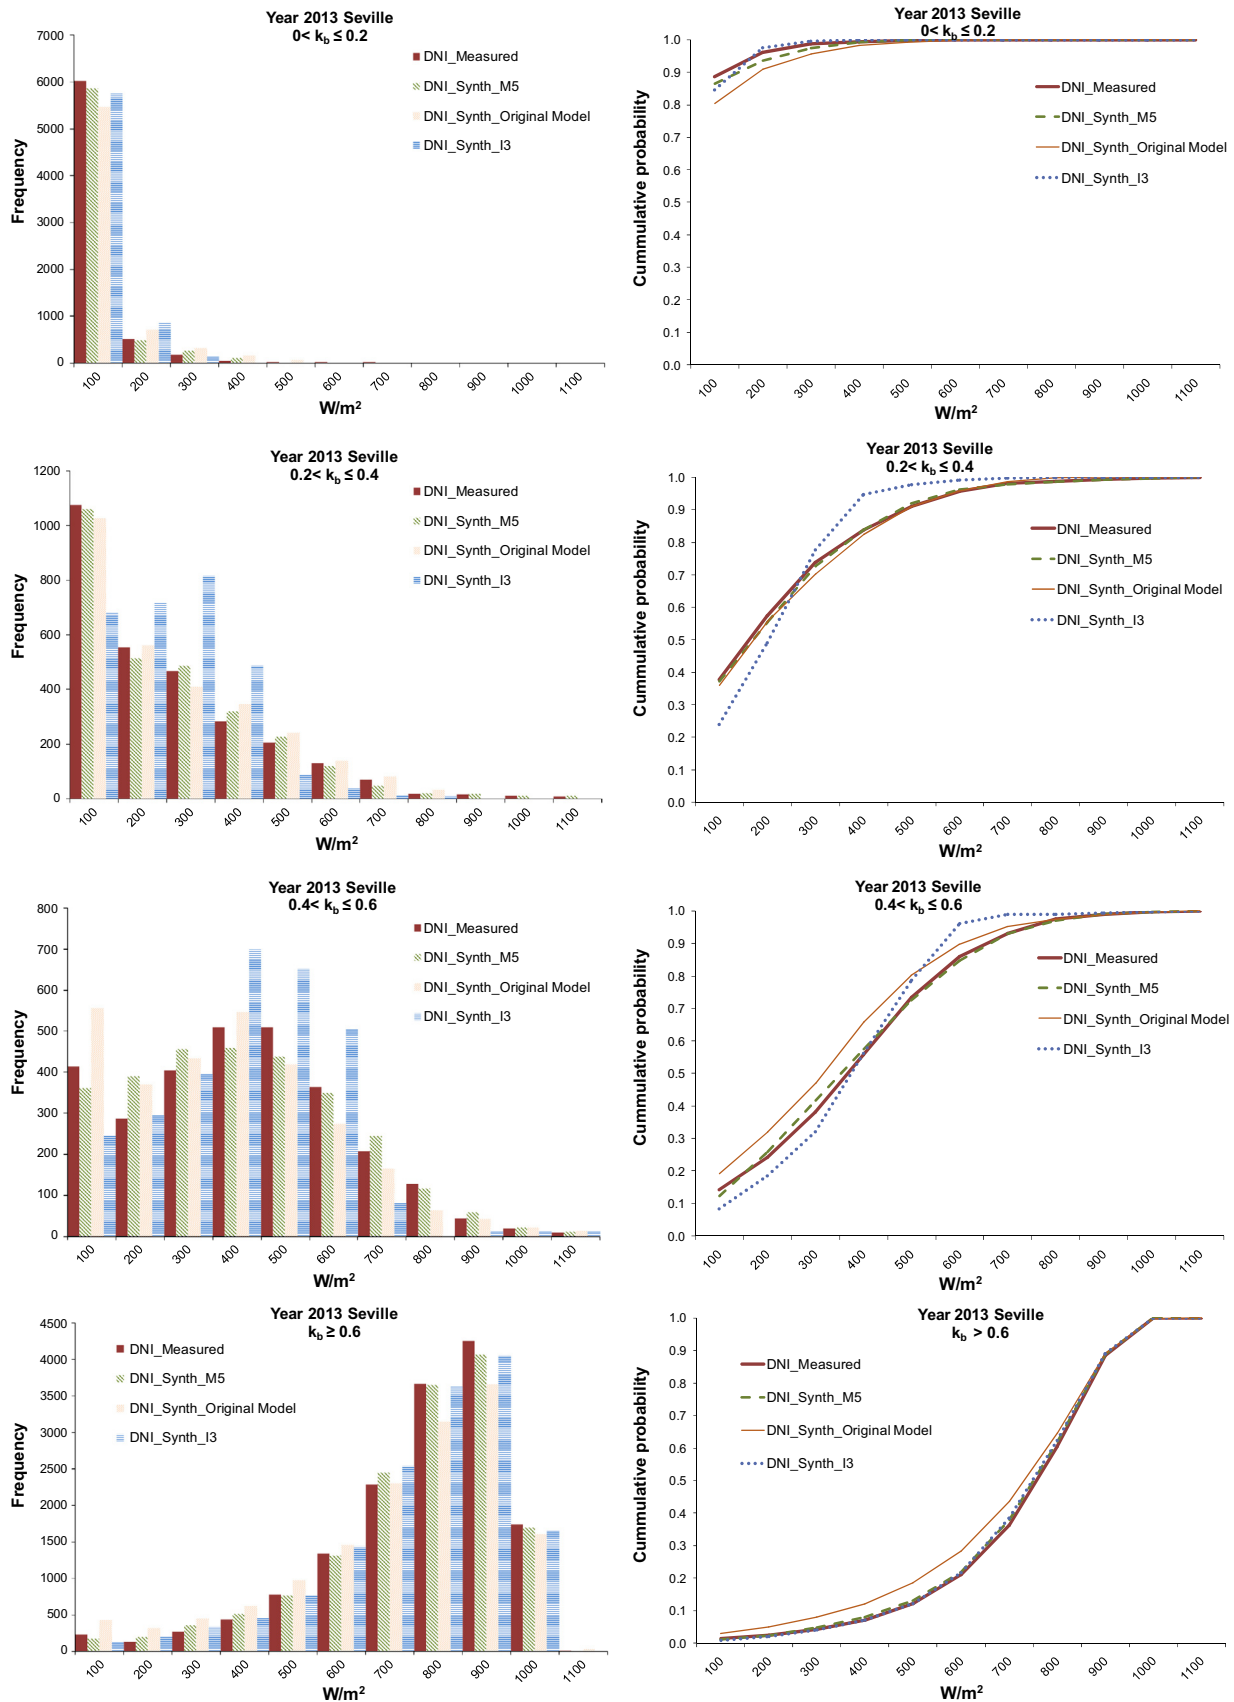 Year 2013 Seville
0< kb ≤ 0.2
7000
6000
5000
4000
3000
2000
1000
0
Frequency
DNI_Measured
DNI_Synth_M5
DNI_Synth_Original Model
DNI_Synth_I3
100 200 300 400 500 600 700 800 900 1000 1100
W/m²
Year 2013 Seville
0< kb ≤ 0.2
1.0
0.9
0.8
0.7
0.6
0.5
0.4
0.3
0.2
0.1
0.0
Cummulative probability
DNI_Measured
DNI_Synth_M5
DNI_Synth_Original Model
DNI_Synth_I3
100 200 300 400 500 600 700 800 900 1000 1100
W/m²
Year 2013 Seville
0.2< kb ≤ 0.4
1200
1000
800
600
400
200
0
Frequency
DNI_Measured
DNI_Synth_M5
DNI_Synth_Original Model
DNI_Synth_I3
100 200 300 400 500 600 700 800 900 1000 1100
W/m²
Year 2013 Seville
0.2< kb ≤ 0.4
1.0
0.9
0.8
0.7
0.6
0.5
0.4
0.3
0.2
0.1
0.0
Cummulative probability
DNI_Measured
DNI_Synth_M5
DNI_Synth_Original Model
DNI_Synth_I3
100 200 300 400 500 600 700 800 900 1000 1100
W/m²
Year 2013 Seville
0.4< kb ≤ 0.6
800
700
600
500
400
300
200
100
0
Frequency
DNI_Measured
DNI_Synth_M5
DNI_Synth_Original Model
DNI_Synth_I3
100 200 300 400 500 600 700 800 900 1000 1100
W/m²
Year 2013 Seville
0.4< kb ≤ 0.6
1.0
0.9
0.8
0.7
0.6
0.5
0.4
0.3
0.2
0.1
0.0
Cummulative probability
DNI_Measured
DNI_Synth_M5
DNI_Synth_Original Model
DNI_Synth_I3
100 200 300 400 500 600 700 800 900 1000 1100
W/m²
Year 2013 Seville
kb ≥ 0.6
4500
4000
3500
3000
2500
2000
1500
1000
500
0
Frequency
DNI_Measured
DNI_Synth_M5
DNI_Synth_Original Model
DNI_Synth_I3
100 200 300 400 500 600 700 800 900 1000 1100
W/m²
Year 2013 Seville
kb > 0.6
1.0
0.9
0.8
0.7
0.6
0.5
0.4
0.3
0.2
0.1
0.0
Cummulative probability
DNI_Measured
DNI_Synth_M5
DNI_Synth_Original Model
DNI_Synth_I3
100 200 300 400 500 600 700 800 900 1000 1100
W/m²